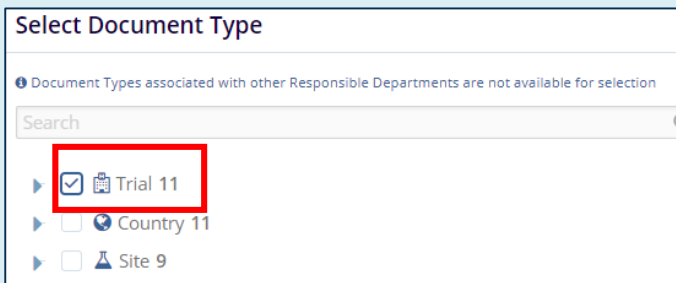 Select Document Type
Document Types associated with other Responsible Departments are not available for selection
Search
Trial 11
Country 11
Site 9